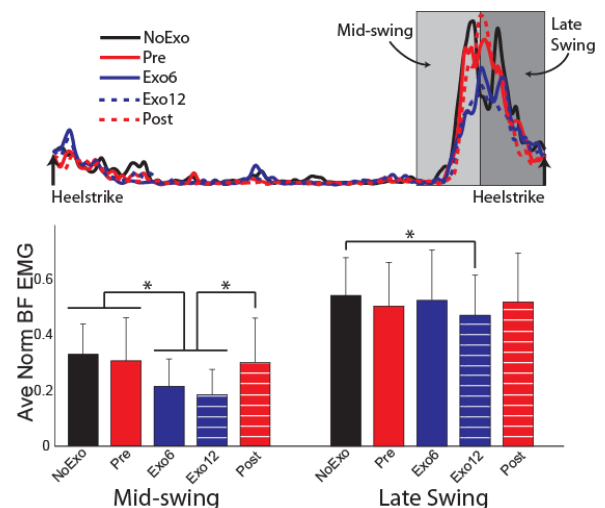 NoExo
Pre
Exo6
Exo12
Post
Mid-swing
Late
Swing
Heelstrike
Heelstrike
Ave Norm BF EMG
0.6
0.4
0.2
0
*
*
*
NoExo
Pre
Exo6
Exo12
Post
Mid-swing
NoExo
Pre
Exo6
Exo12
Post
Late Swing